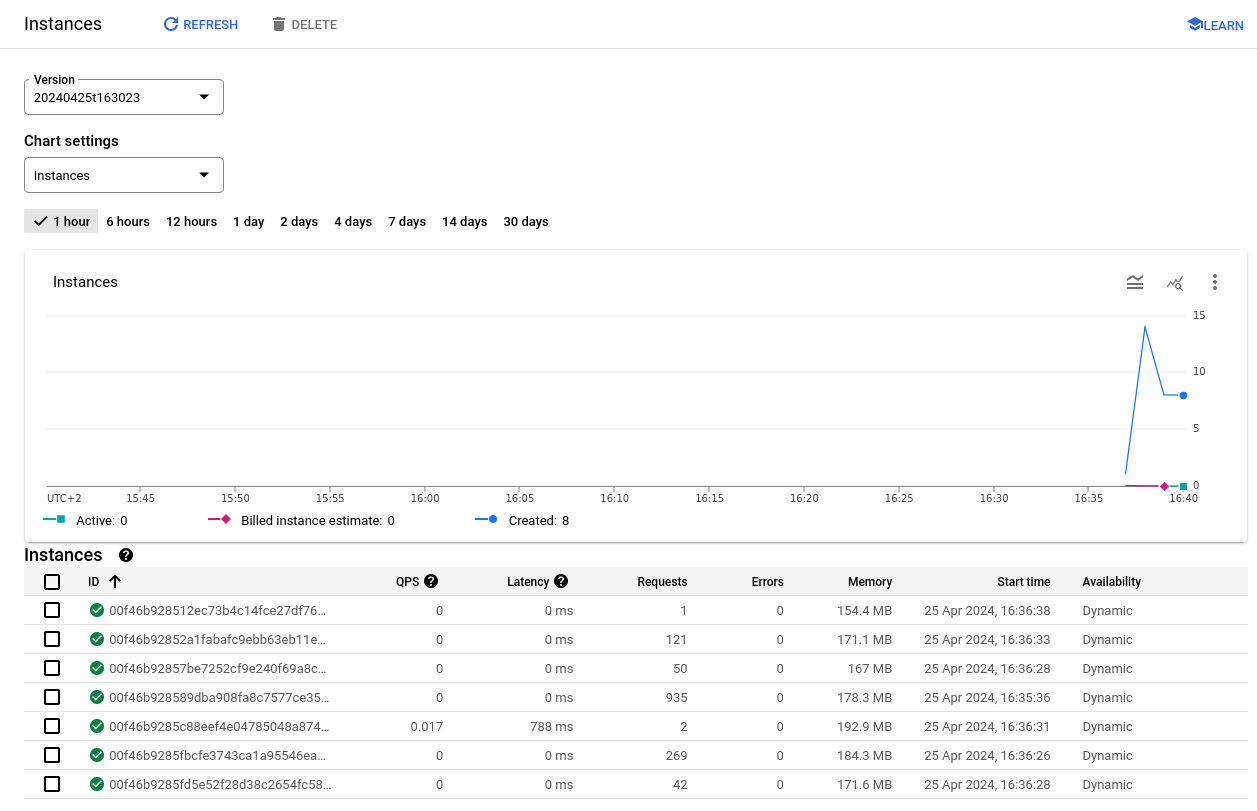 Instances REFRESH DELETE LEARN
Version
20240425t163023
Chart settings
Instances
1 hour 6 hours 12 hours 1 day 2 days 4 days 7 days 14 days 30 days
Instances
15
10
5
0
UTC+2 15:45 15:50 15:55 16:00 16:05 16:10 16:15 16:20 16:25 16:30 16:35 16:40
Active: 0 Billed instance estimate: 0 Created: 8
Instances ?
ID QPS ? Latency ? Requests Errors Memory Start time Availability
00f46b928512ec73b4c14fce27df76... 0 0 ms 1 0 154.4 MB 25 Apr 2024, 16:36:38 Dynamic
00f46b92852a1fabafc9ebb63eb11e... 0 0 ms 121 0 171.1 MB 25 Apr 2024, 16:36:33 Dynamic
00f46b92857be7252cf9e240f69a8c... 0 0 ms 50 0 167 MB 25 Apr 2024, 16:36:28 Dynamic
00f46b928589dba908fa8c7577ce35... 0 0 ms 935 0 178.3 MB 25 Apr 2024, 16:35:36 Dynamic
00f46b9285c88eef4e04785048a874... 0.017 788 ms 2 0 192.9 MB 25 Apr 2024, 16:36:31 Dynamic
00f46b9285fbcfe3743ca1a95546ea... 0 0 ms 269 0 184.3 MB 25 Apr 2024, 16:36:26 Dynamic
00f46b9285fd5e52f28d38c2654fc58... 0 0 ms 42 0 171.6 MB 25 Apr 2024, 16:36:28 Dynamic